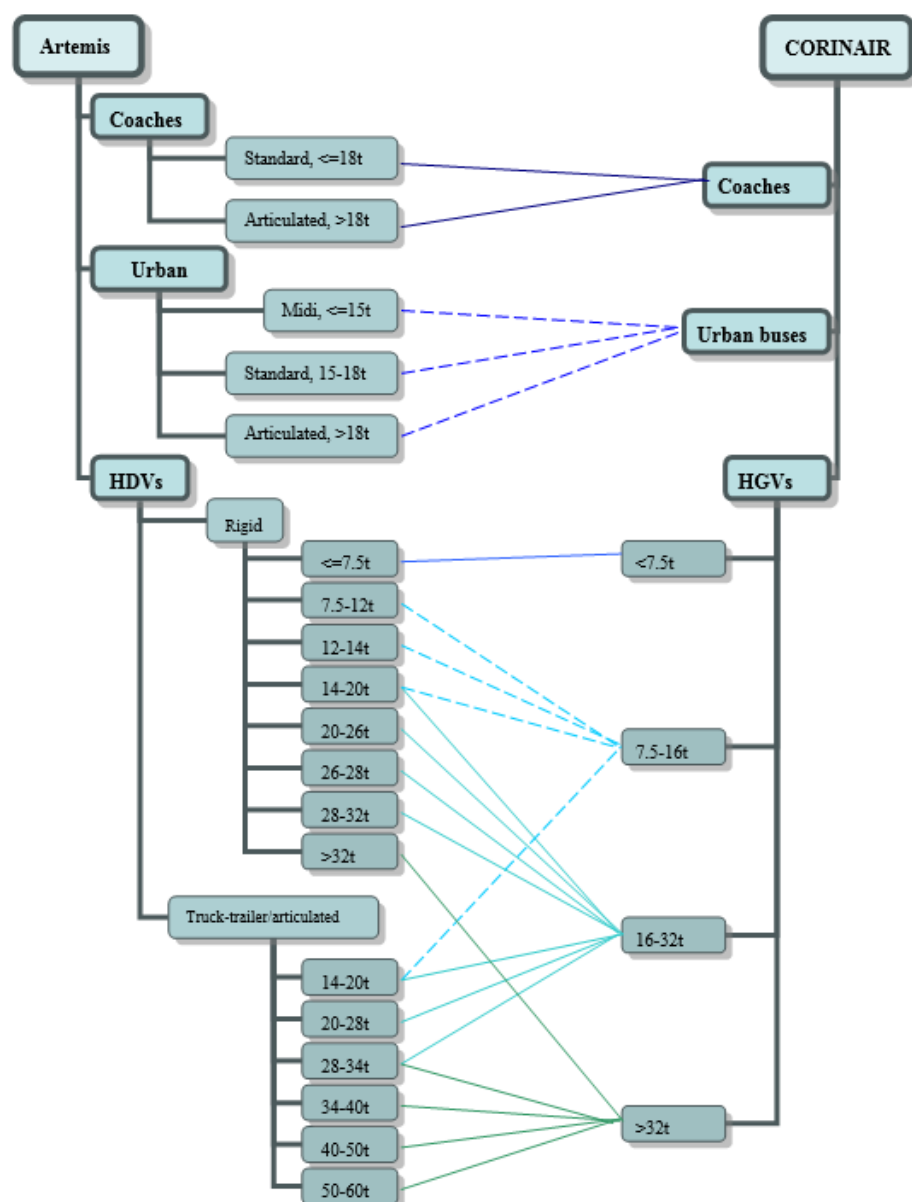 Artemis
CORINAIR
Coaches
Standard, <=18t
Coaches
Articulated, >18t
Urban
Midi, <=15t
Urban buses
Standard, 15-18t
Articulated, >18t
HDVs
HGVs
Rigid
<=7.5t
<7.5t
7.5-12t
12-14t
14-20t
20-26t
7.5-16t
26-28t
28-32t
>32t
Truck-trailer/articulated
16-32t
14-20t
20-28t
28-34t
34-40t
>32t
40-50t
50-60t